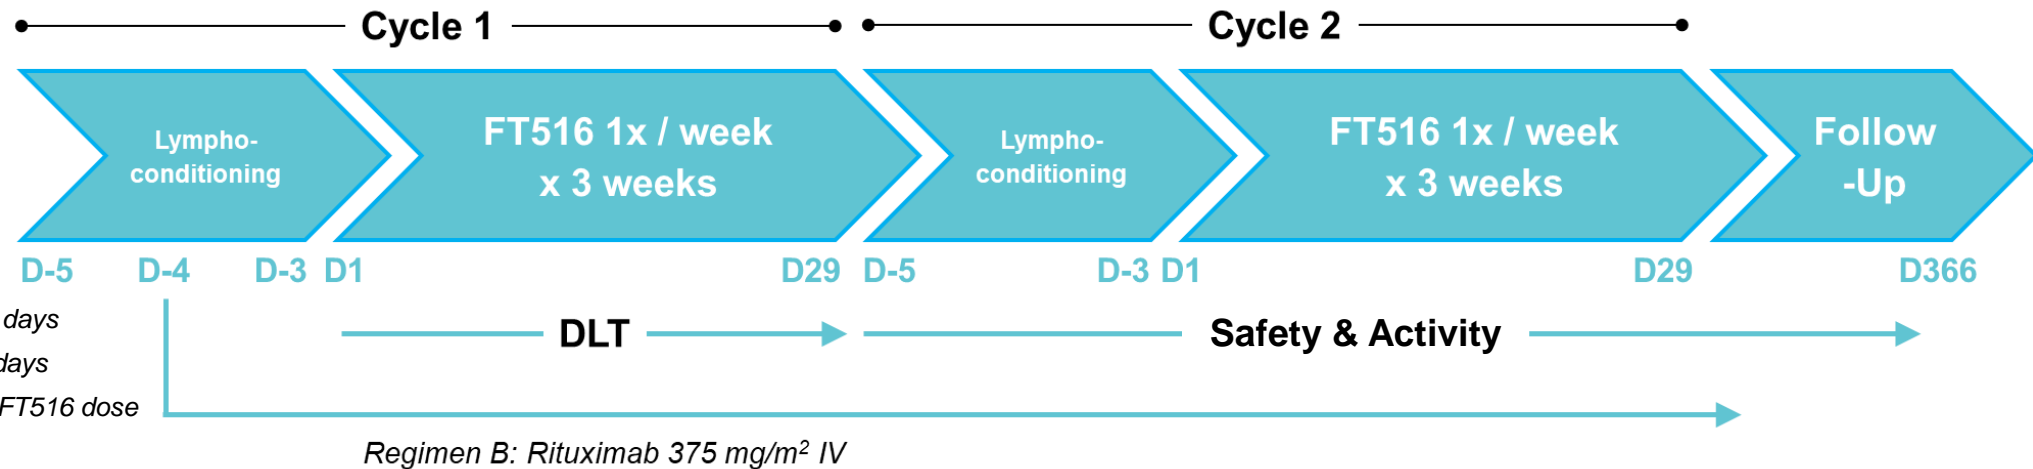 Cycle 1
Cycle 2
Lympho-
conditioning
FT516 1x / week
x 3 weeks
Lympho-
conditioning
FT516 1x / week
x 3 weeks
Follow
-Up
D-5 D-4 D-3 D1 D29 D-5 D-3 D1 D29 D366
days
days
FT516 dose
DLT
Safety & Activity
Regimen B: Rituximab 375 mg/m² IV